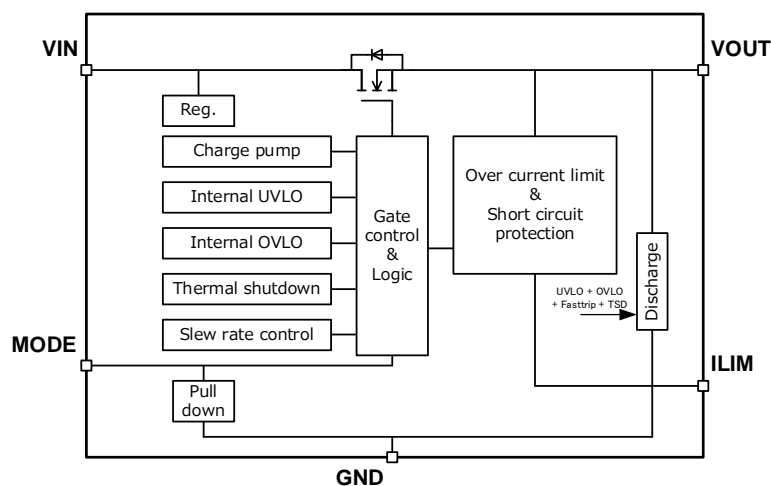 VIN
VOUT
Reg.
Charge pump
Internal UVLO
Internal OVLO
Thermal shutdown
Slew rate control
Gate
control
&
Logic
Over current limit
&
Short circuit
protection
UVLO + OVLO
+ Fasttrip + TSD
Discharge
MODE
Pull
down
ILIM
GND